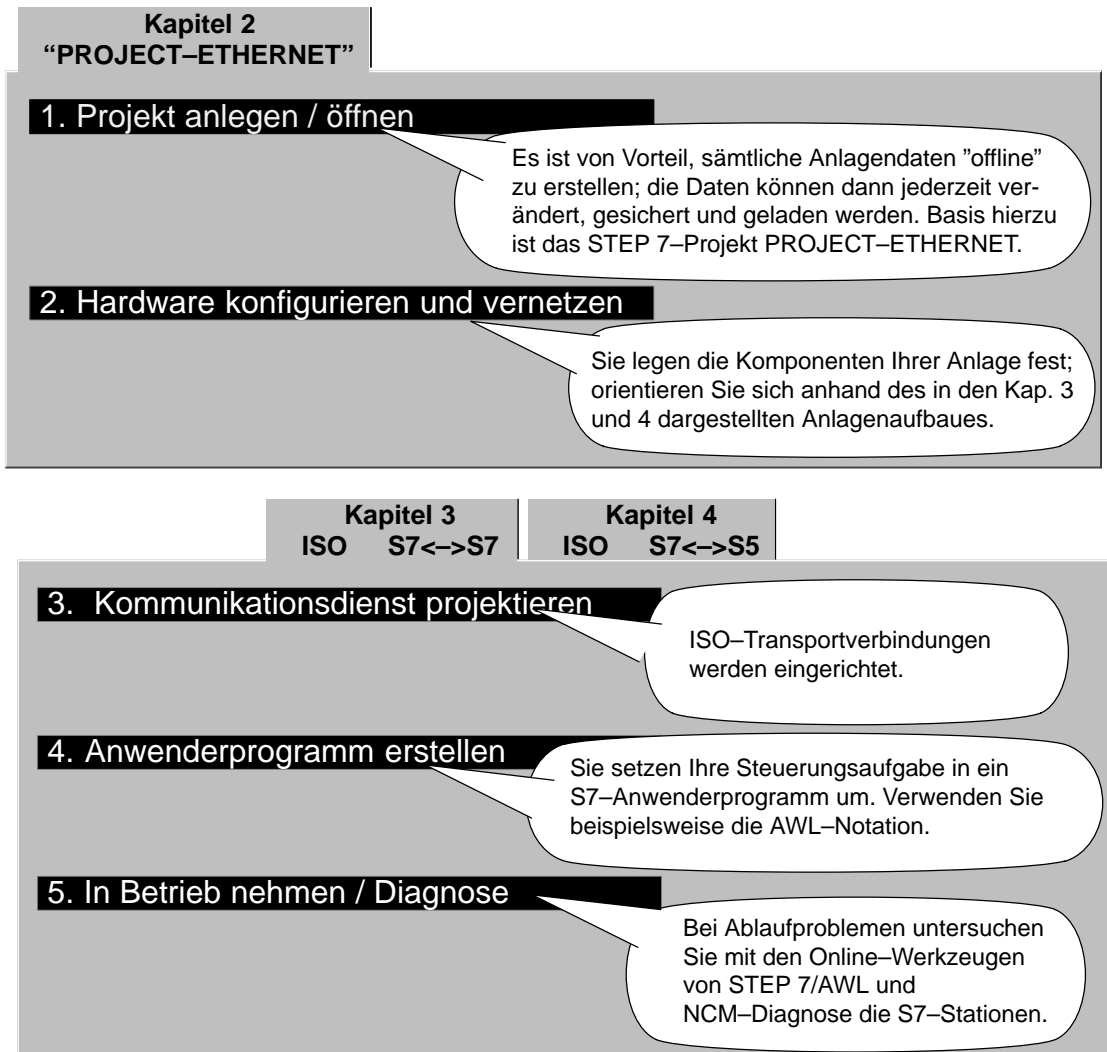 Kapitel 2
“PROJECT–ETHERNET”
1. Projekt anlegen / öffnen
Es ist von Vorteil, sämtliche Anlagendaten ”offline”
zu erstellen; die Daten können dann jederzeit ver-
ändert, gesichert und geladen werden. Basis hierzu
ist das STEP 7–Projekt PROJECT–ETHERNET.
2. Hardware konfigurieren und vernetzen
Sie legen die Komponenten Ihrer Anlage fest;
orientieren Sie sich anhand des in den Kap. 3
und 4 dargestellten Anlagenaufbaues.
Kapitel 3
ISO S7<–>S7
Kapitel 4
ISO S7<–>S5
3. Kommunikationsdienst projektieren
ISO–Transportverbindungen
werden eingerichtet.
4. Anwenderprogramm erstellen
Sie setzen Ihre Steuerungsaufgabe in ein
S7–Anwenderprogramm um. Verwenden Sie
beispielsweise die AWL–Notation.
5. In Betrieb nehmen / Diagnose
Bei Ablaufproblemen untersuchen
Sie mit den Online–Werkzeugen
von STEP 7/AWL und
NCM–Diagnose die S7–Stationen.